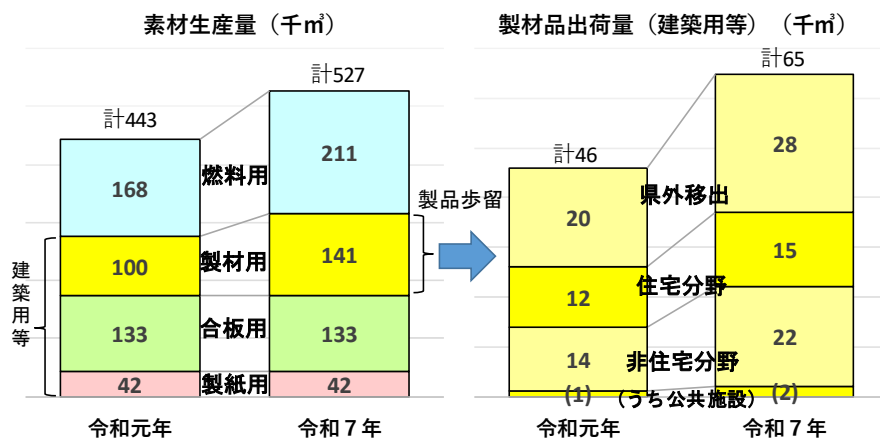 素材生産量（千㎥）
計443
計527
168
燃料用
211
100
製材用
141
133
合板用
133
42
製紙用
42
建築用等
令和元年
令和７年
製品歩留
製材品出荷量（建築用等）（千㎥）
計46
計65
20
県外移出
28
12
住宅分野
15
14
非住宅分野
22
(1)
（うち公共施設）
(2)
令和元年
令和７年